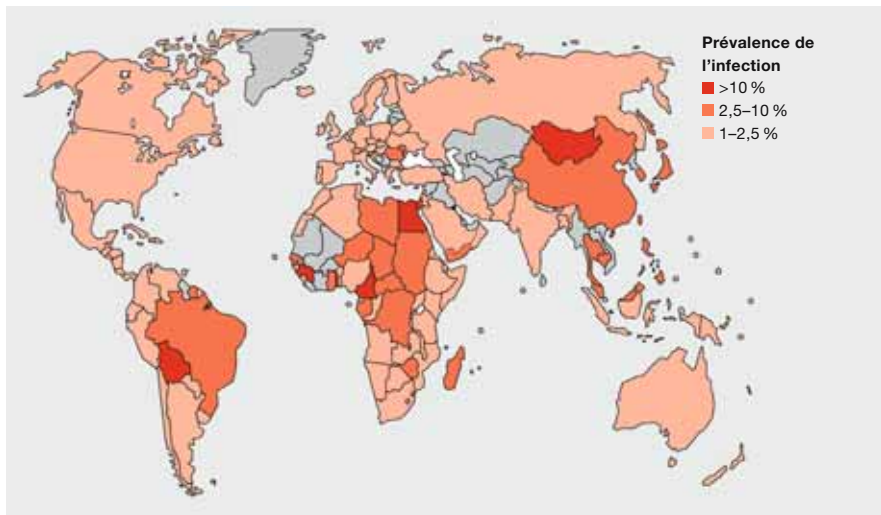 Prévalence de
l’infection
>10 %
2,5–10 %
1–2,5 %